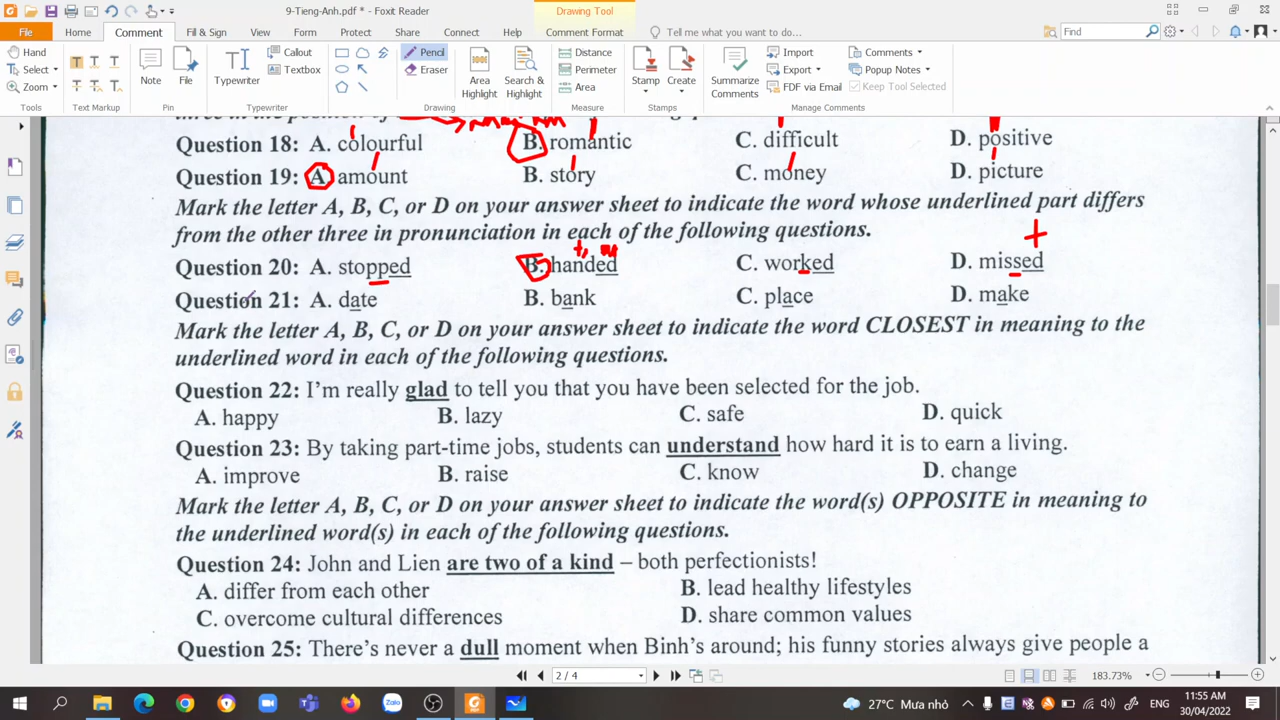 9-Tieng-Anh.pdf * - Foxit Reader
Drawing Tool
File Home Comment Fill & Sign View Form Protect Share Connect Help Comment Format Tell me what you want to do... Find
Hand
Select
Zoom
Tools
Text Markup
Note
File
Pin
Typewriter
Callout
Textbox
Typewriter
Pencil
Eraser
Drawing
Area Highlight
Search & Highlight
Distance
Perimeter
Area
Measure
Stamp
Create
Stamps
Summarize Comments
Import
Export
FDF via Email
Comments
Popup Notes
Keep Tool Selected
Manage Comments
Question 18: A. colourful B. romantic C. difficult D. positive
Question 19: A amount B. story C. money D. picture
Mark the letter A, B, C, or D on your answer sheet to indicate the word whose underlined part differs
from the other three in pronunciation in each of the following questions.
Question 20: A. stopped B. handed C. worked D. missed
Question 21: A. date B. bank C. place D. make
Mark the letter A, B, C, or D on your answer sheet to indicate the word CLOSEST in meaning to the
underlined word in each of the following questions.
Question 22: I'm really glad to tell you that you have been selected for the job.
A. happy B. lazy C. safe D. quick
Question 23: By taking part-time jobs, students can understand how hard it is to earn a living.
A. improve B. raise C. know D. change
Mark the letter A, B, C, or D on your answer sheet to indicate the word(s) OPPOSITE in meaning to
the underlined word(s) in each of the following questions.
Question 24: John and Lien are two of a kind – both perfectionists!
A. differ from each other B. lead healthy lifestyles
C. overcome cultural differences D. share common values
Question 25: There's never a dull moment when Binh's around; his funny stories always give people a
2 / 4
183.73%
27°C Mưa nhỏ
11:55 AM
30/04/2022